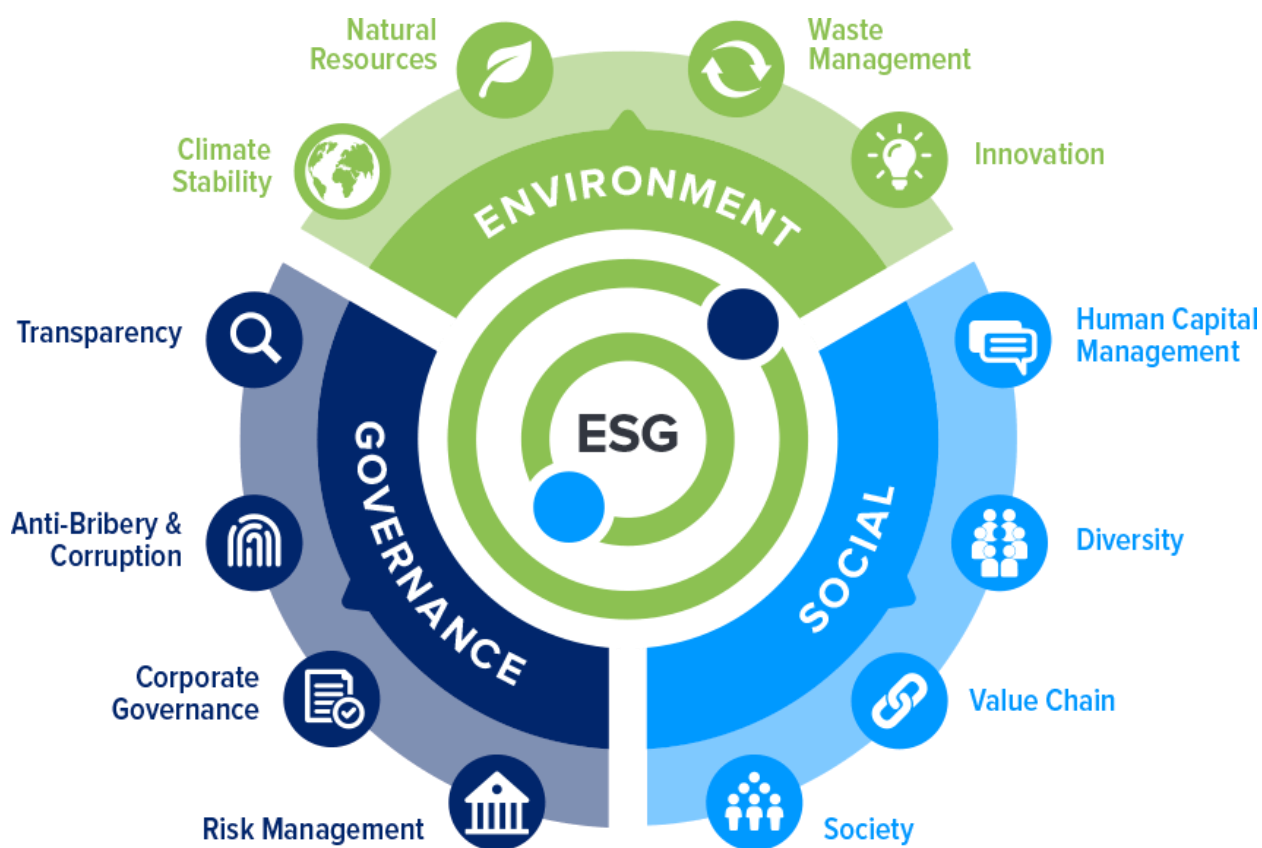 Natural
Resources
Waste
Management
Climate
Stability
Innovation
ENVIRONMENT
Transparency
Human Capital
Management
ESG
GOVERNANCE
SOCIAL
Anti-Bribery &
Corruption
Diversity
Corporate
Governance
Value Chain
Risk Management
Society